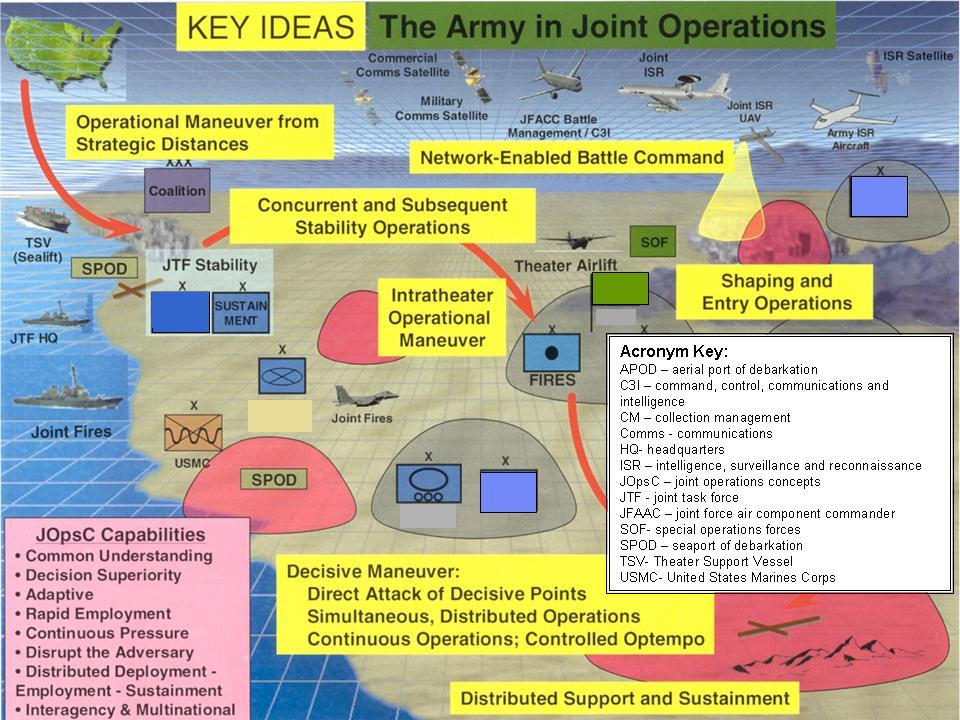 KEY IDEAS The Army in Joint Operations
Commercial
Comms Satellite
Military
Comms Satellite
JFACC Battle
Management / C3I
Joint
ISR
ISR Satellite
Joint ISR
UAV
Army ISR
Aircraft
Operational Maneuver from
Strategic Distances
Network-Enabled Battle Command
XXX
Coalition
X
Concurrent and Subsequent
Stability Operations
TSV
(Sealift)
SPOD
JTF Stability
X X
SUSTAIN
MENT
SOF
Theater Airlift
Shaping and
Entry Operations
Intratheater
Operational
Maneuver
JTF HQ
X X
FIRES
X
Joint Fires
Joint Fires
X
USMC
SPOD
X X
Acronym Key:
APOD – aerial port of debarkation
C3I – command, control, communications and
intelligence
CM – collection management
Comms - communications
HQ- headquarters
ISR – intelligence, surveillance and reconnaissance
JOpsC – joint operations concepts
JTF - joint task force
JFAAC – joint force air component commander
SOF- special operations forces
SPOD – seaport of debarkation
TSV- Theater Support Vessel
USMC- United States Marines Corps
JOpsC Capabilities
• Common Understanding
• Decision Superiority
• Adaptive
• Rapid Employment
• Continuous Pressure
• Disrupt the Adversary
• Distributed Deployment -
Employment - Sustainment
• Interagency & Multinational
Decisive Maneuver:
Direct Attack of Decisive Points
Simultaneous, Distributed Operations
Continuous Operations; Controlled Optempo
Distributed Support and Sustainment